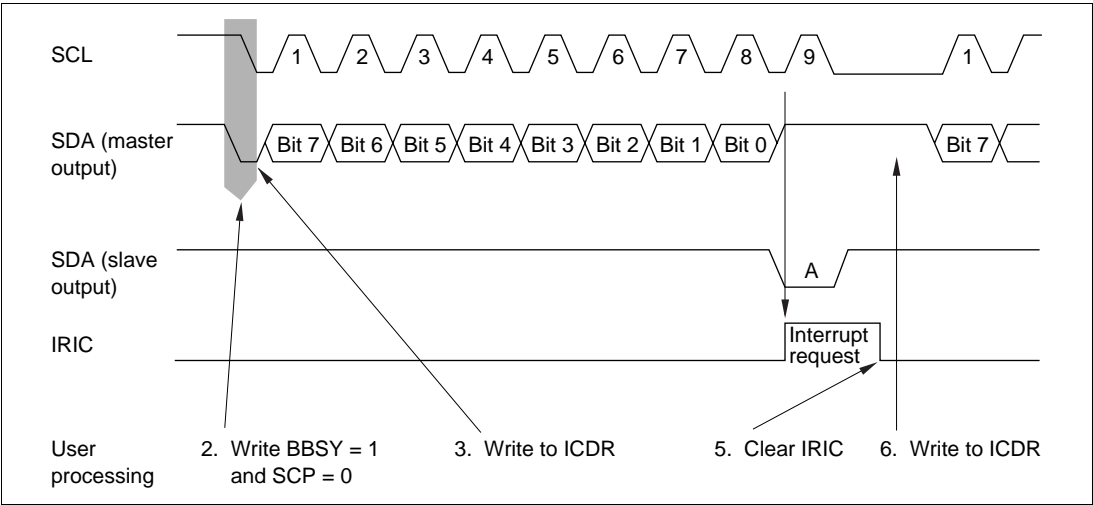 SCL
1 2 3 4 5 6 7 8 9 1
SDA (master
output)
Bit 7 Bit 6 Bit 5 Bit 4 Bit 3 Bit 2 Bit 1 Bit 0 Bit 7
SDA (slave
output)
A
IRIC
Interrupt
request
User
processing
2. Write BBSY = 1
and SCP = 0
3. Write to ICDR
5. Clear IRIC
6. Write to ICDR